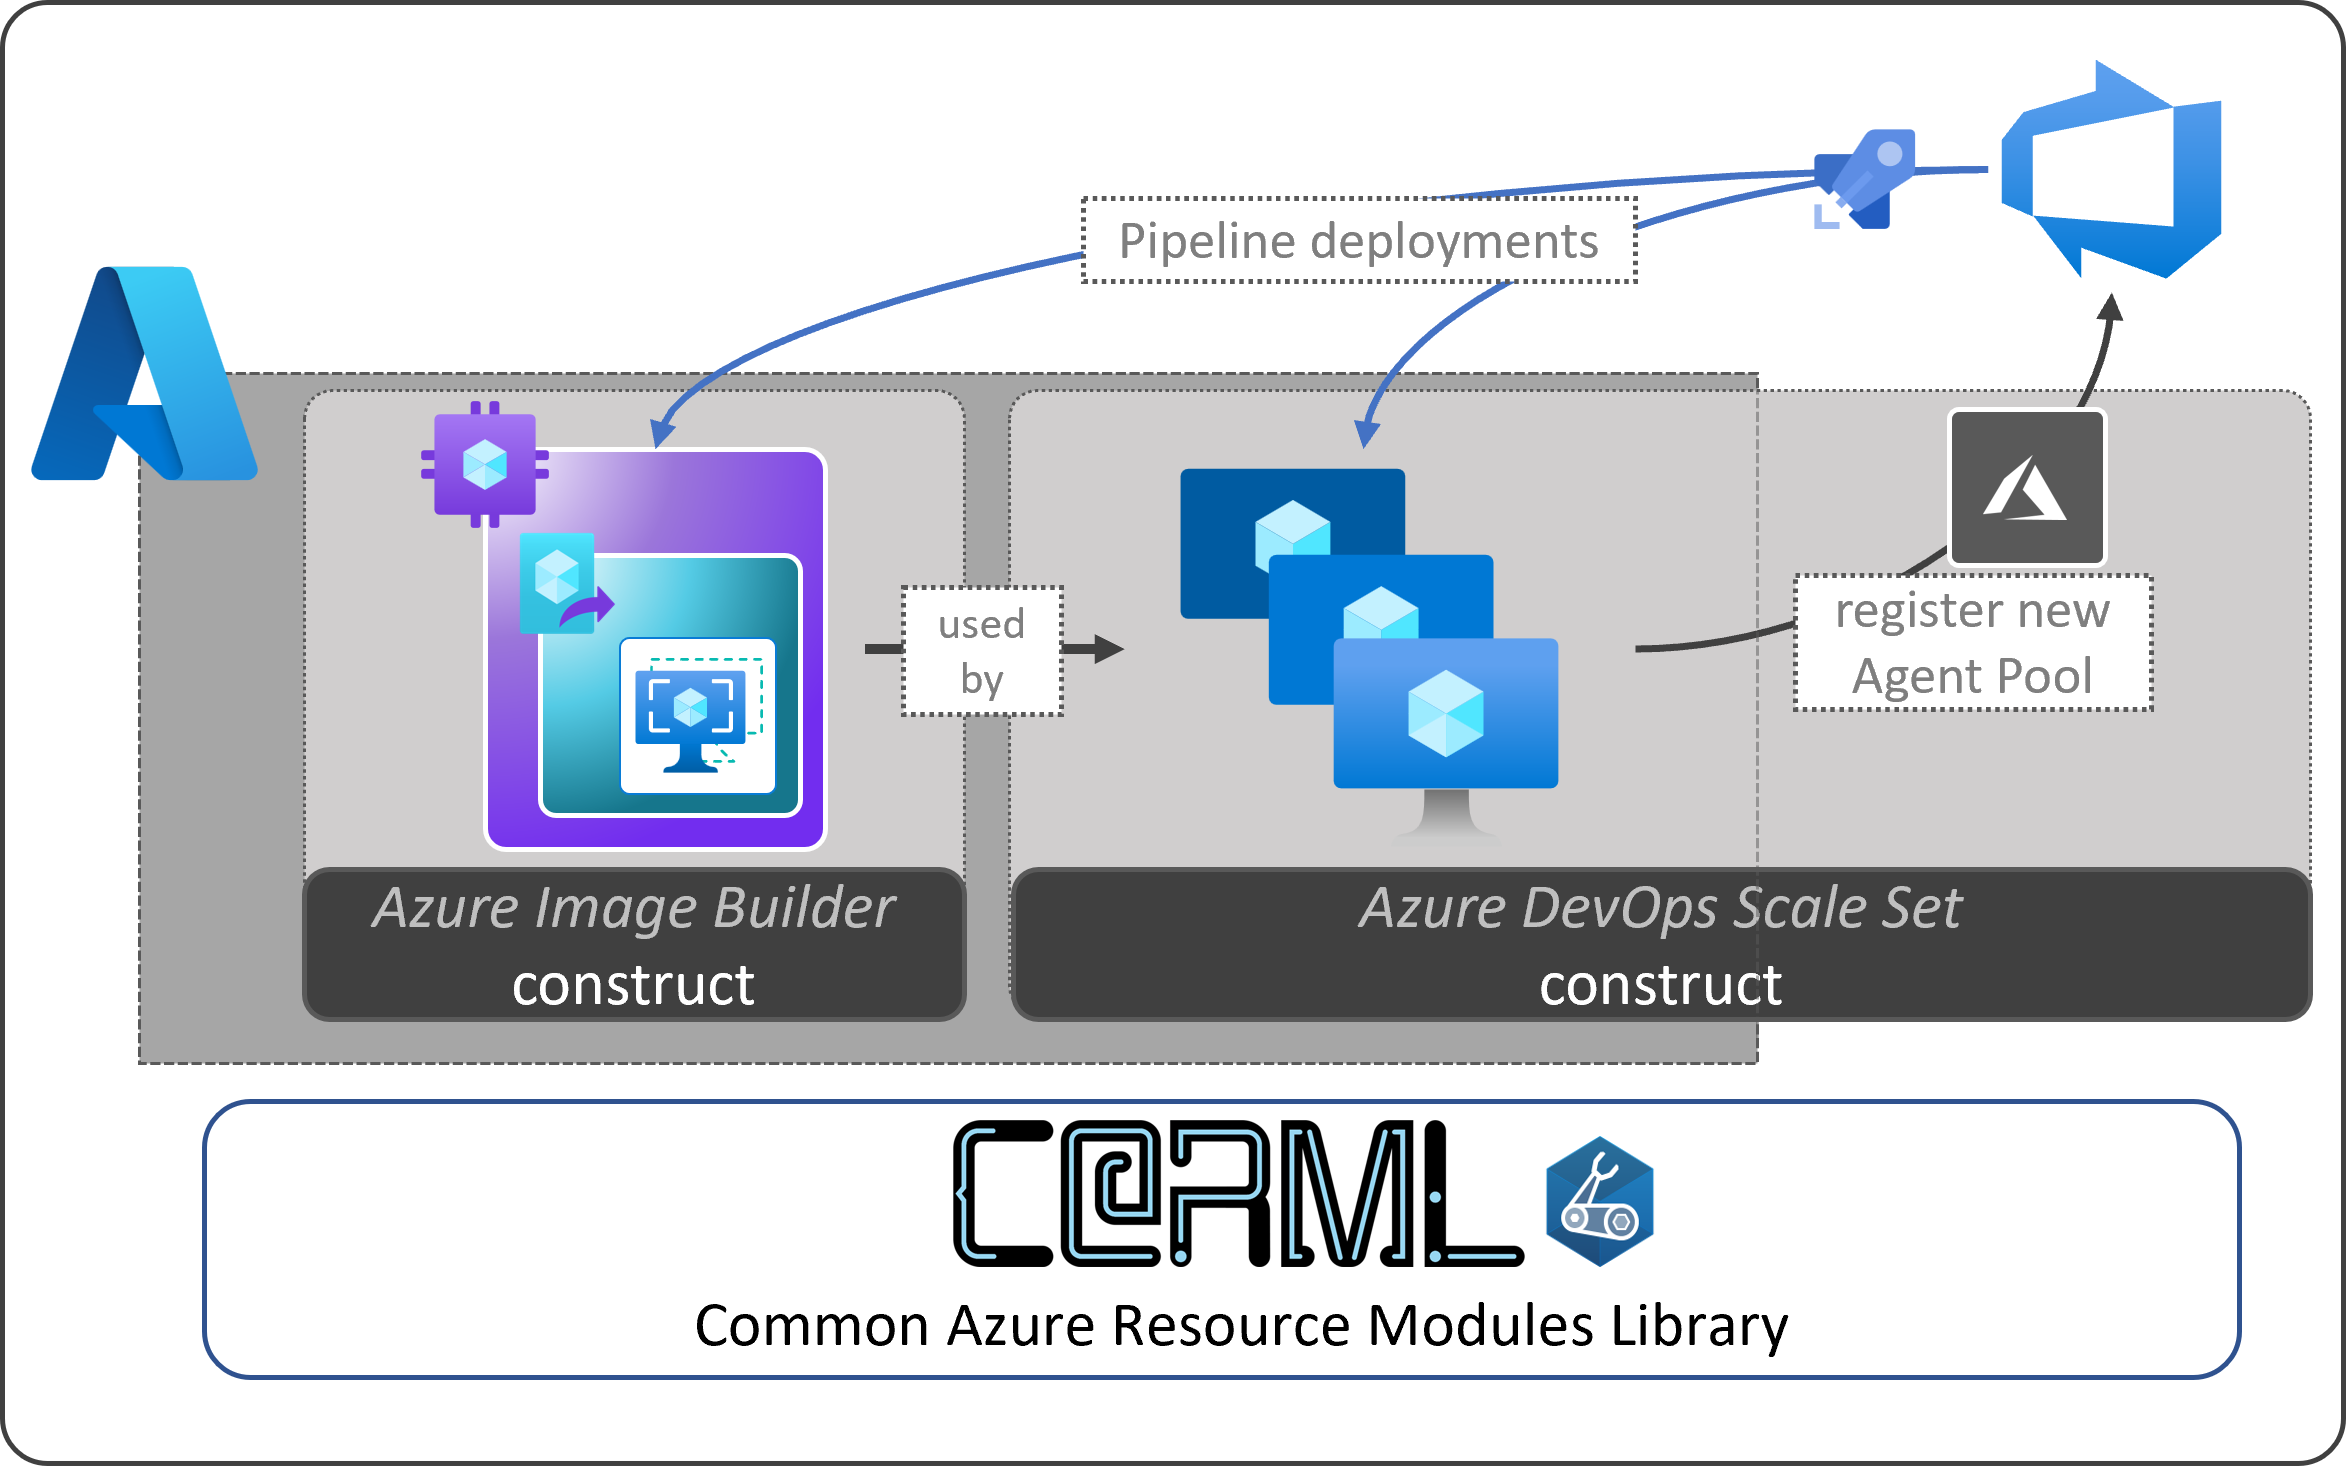 Pipeline deployments
used
by
register new
Agent Pool
Azure Image Builder
construct
Azure DevOps Scale Set
construct
C@RML
Common Azure Resource Modules Library